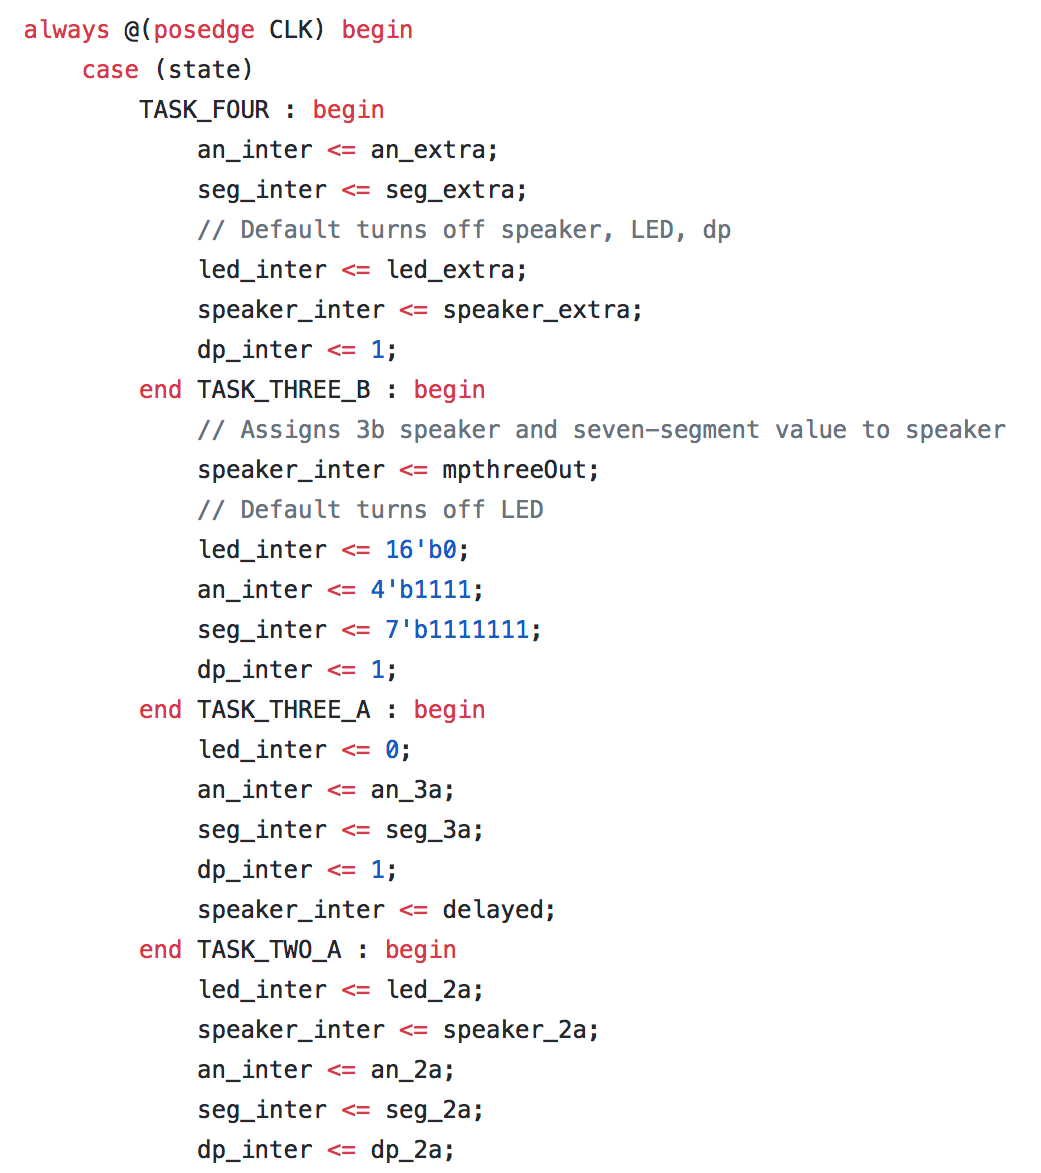 always @(posedge CLK) begin
    case (state)
        TASK_FOUR : begin
            an_inter <= an_extra;
            seg_inter <= seg_extra;
            // Default turns off speaker, LED, dp
            led_inter <= led_extra;
            speaker_inter <= speaker_extra;
            dp_inter <= 1;
        end TASK_THREE_B : begin
            // Assigns 3b speaker and seven-segment value to speaker
            speaker_inter <= mpthreeOut;
            // Default turns off LED
            led_inter <= 16'b0;
            an_inter <= 4'b1111;
            seg_inter <= 7'b1111111;
            dp_inter <= 1;
        end TASK_THREE_A : begin
            led_inter <= 0;
            an_inter <= an_3a;
            seg_inter <= seg_3a;
            dp_inter <= 1;
            speaker_inter <= delayed;
        end TASK_TWO_A : begin
            led_inter <= led_2a;
            speaker_inter <= speaker_2a;
            an_inter <= an_2a;
            seg_inter <= seg_2a;
            dp_inter <= dp_2a;